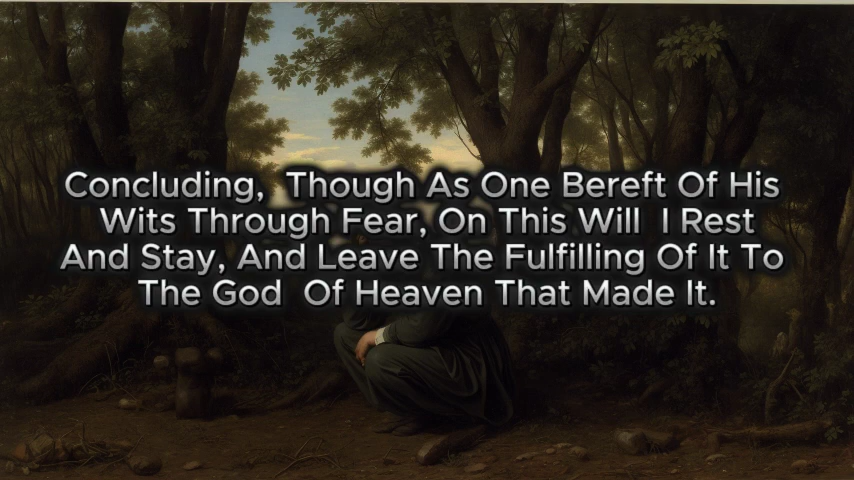 Concluding,  Though As One Bereft Of His
Wits Through Fear, On This Will  I Rest
And Stay, And Leave The Fulfilling Of It To
The God  Of Heaven That Made It.